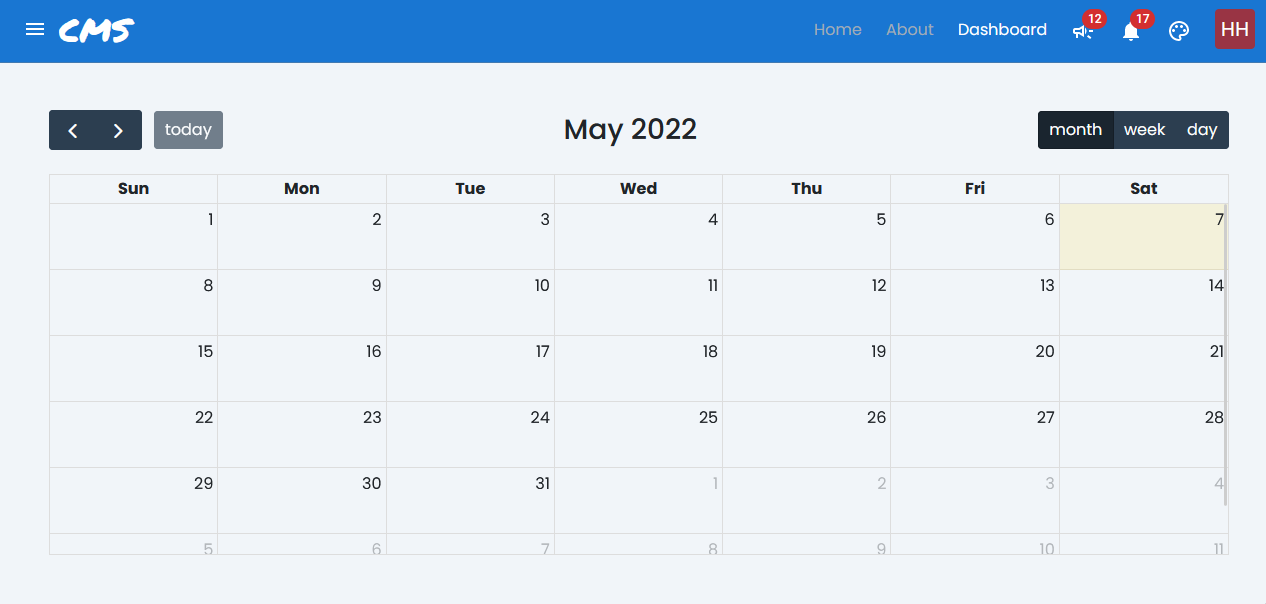 CMS Home About Dashboard 12 17 HH
today May 2022 month week day
Sun Mon Tue Wed Thu Fri Sat
1 2 3 4 5 6 7
8 9 10 11 12 13 14
15 16 17 18 19 20 21
22 23 24 25 26 27 28
29 30 31 1 2 3 4
5 6 7 8 9 10 11